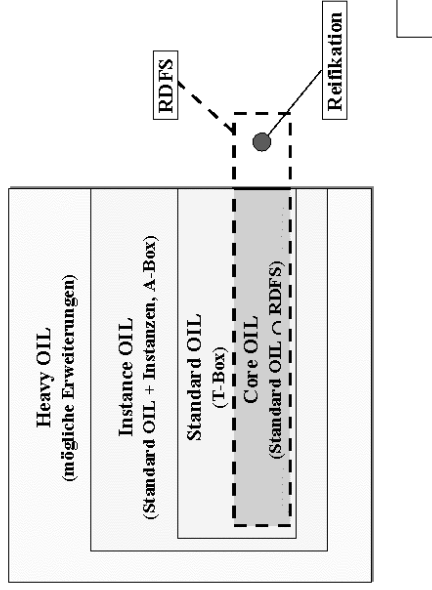 Heavy OIL
(mögliche Erweiterungen)
Instance OIL
(Standard OIL + Instanzen, A-Box)
Standard OIL
(T-Box)
Core OIL
(Standard OIL ∩ RDFS)
RDFS
Reifikation